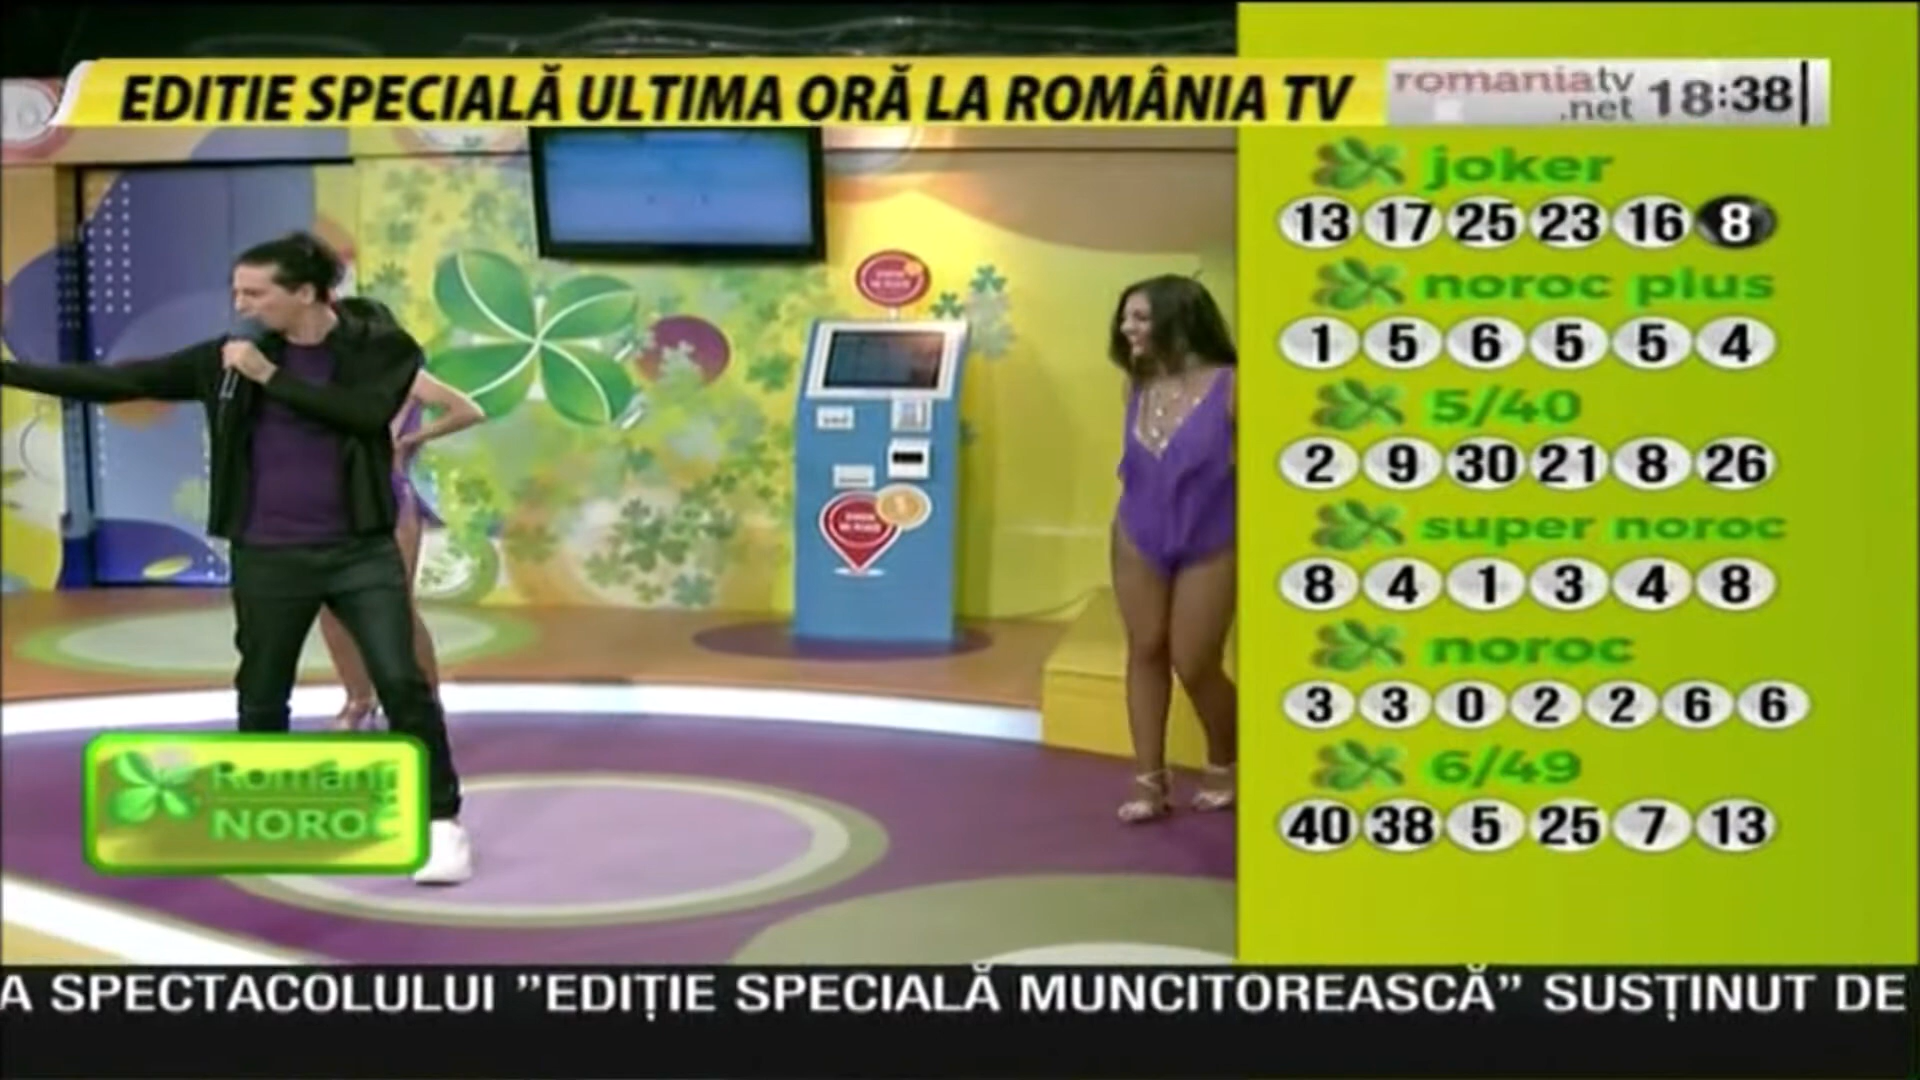 EDITIE SPECIALĂ ULTIMA ORĂ LA ROMÂNIA TV
romaniatv
.net
18:38
joker
13 17 25 23 16 8
noroc plus
1 5 6 5 5 4
5/40
2 9 30 21 8 26
super noroc
8 4 1 3 4 8
noroc
3 3 0 2 2 6 6
6/49
40 38 5 25 7 13
NOROC
A SPECTACOLULUI ”EDIȚIE SPECIALĂ MUNCITOREASCĂ” SUSȚINUT DE